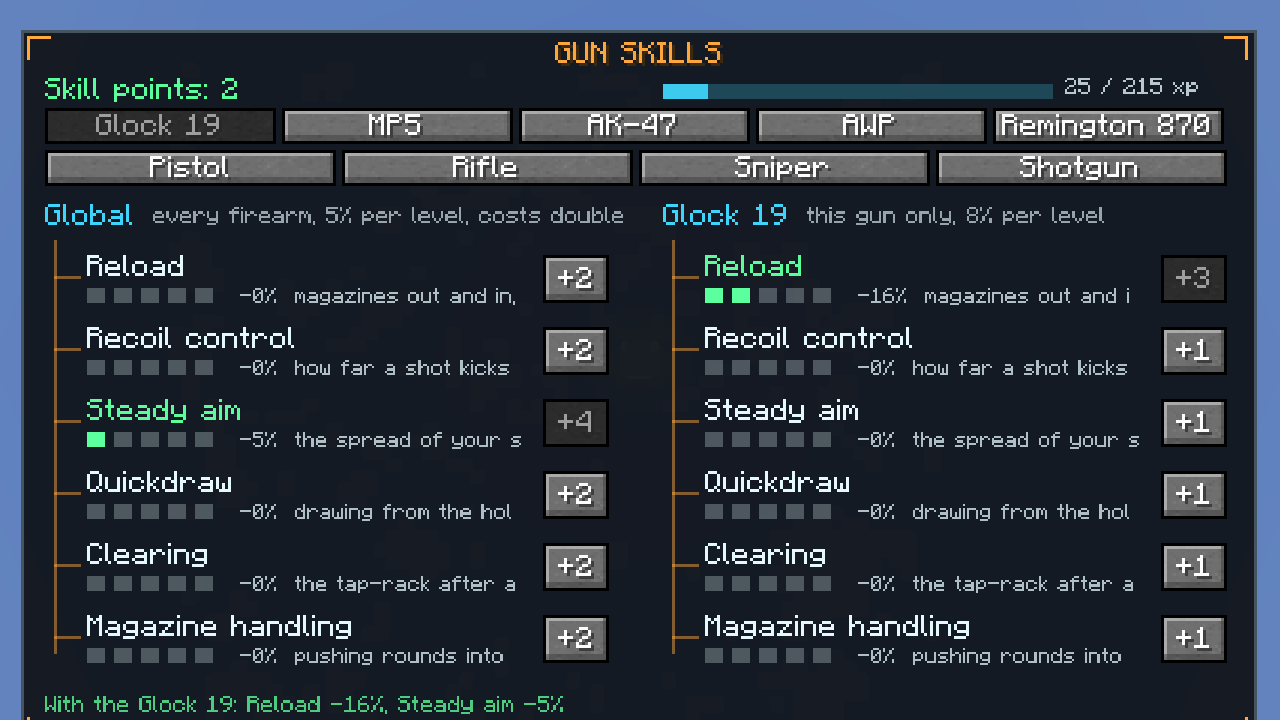 GUN SKILLS
Skill points: 2
25 / 215 xp
Glock 19 MP5 AK-47 AWP Remington 870
Pistol Rifle Sniper Shotgun
Global every firearm, 5% per level, costs double
Reload
-0% magazines out and in,
+2
Recoil control
-0% how far a shot kicks
+2
Steady aim
-5% the spread of your s
+4
Quickdraw
-0% drawing from the hol
+2
Clearing
-0% the tap-rack after a
+2
Magazine handling
-0% pushing rounds into
+2
Glock 19 this gun only, 8% per level
Reload
-16% magazines out and i
+3
Recoil control
-0% how far a shot kicks
+1
Steady aim
-0% the spread of your s
+1
Quickdraw
-0% drawing from the hol
+1
Clearing
-0% the tap-rack after a
+1
Magazine handling
-0% pushing rounds into
+1
With the Glock 19: Reload -16%, Steady aim -5%